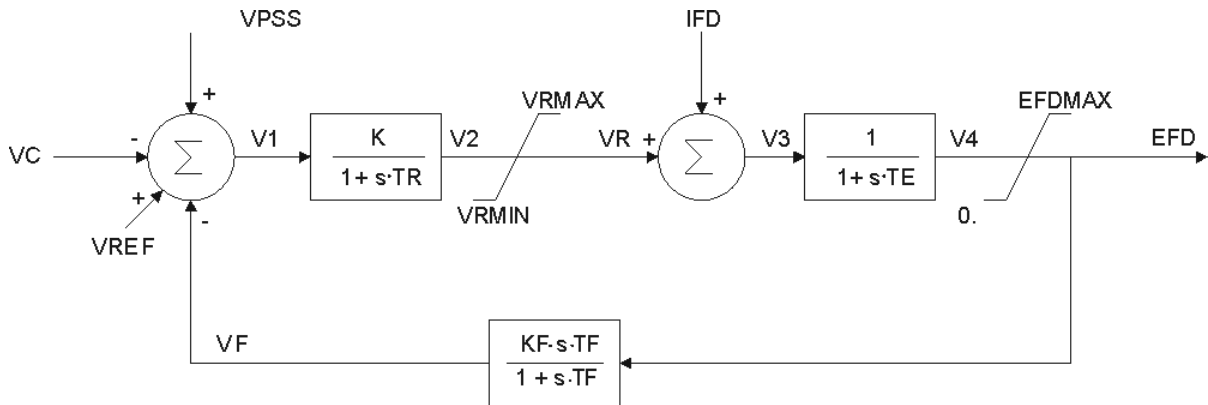 VPSS
IFD
+
VRMAX
+
EFDMAX
-
V1
K
V2
VR
+
V3
1
V4
EFD
VC
Σ
Σ
1 + s·TR
1 + s·TE
+
VREF
-
VRMIN
0.
VF
KF·s·TF
1 + s·TF